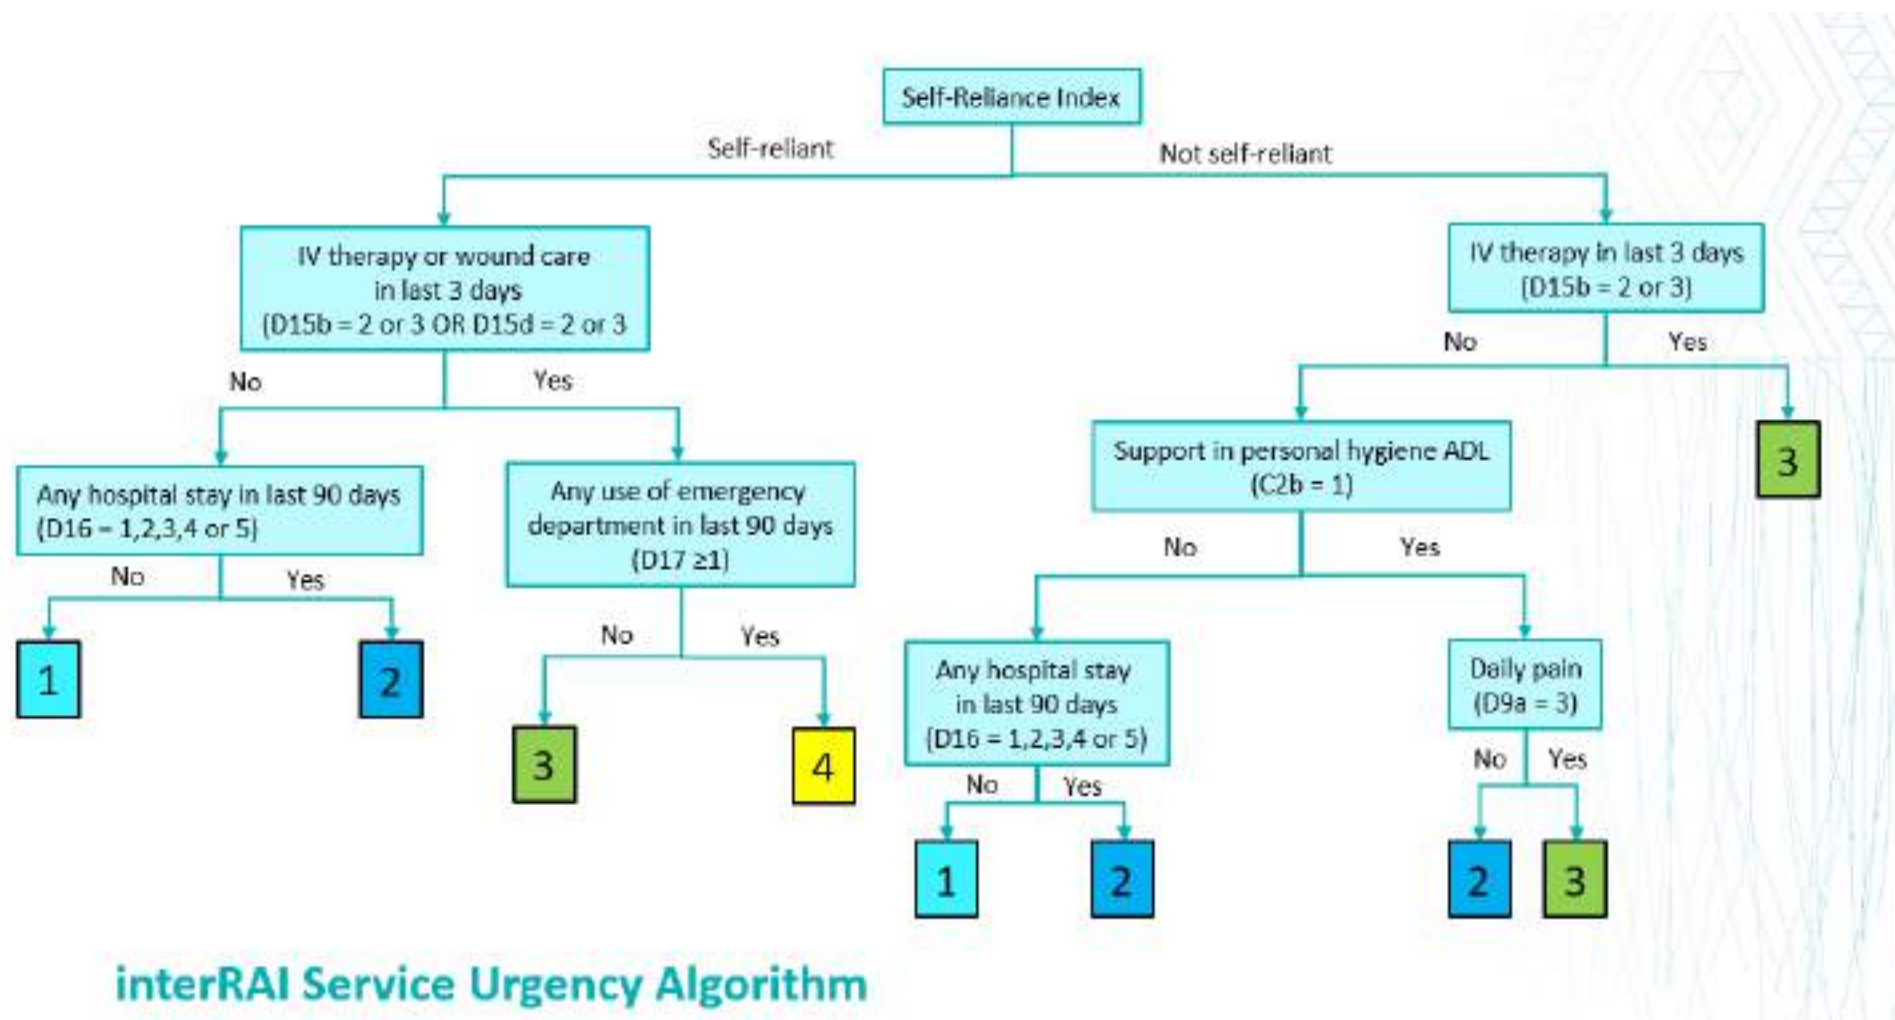 Self-Reliance Index
Self-reliant
Not self-reliant
IV therapy or wound care
in last 3 days
(D15b = 2 or 3 OR D15d = 2 or 3
IV therapy in last 3 days
(D15b = 2 or 3)
No
Yes
No
Yes
Any hospital stay in last 90 days
(D16 = 1,2,3,4 or 5)
Any use of emergency
department in last 90 days
(D17 ≥1)
Support in personal hygiene ADL
(C2b = 1)
3
No
Yes
No
Yes
No
Yes
1
2
3
4
Any hospital stay
in last 90 days
(D16 = 1,2,3,4 or 5)
Daily pain
(D9a = 3)
No
Yes
No
Yes
1
2
2
3
interRAI Service Urgency Algorithm